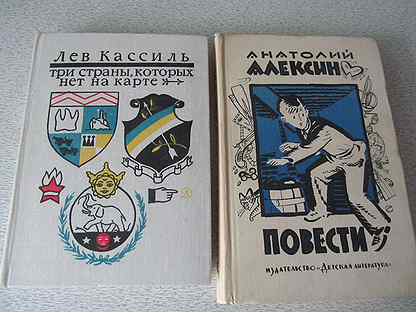 Лев Кассиль
три страны, которых
нет на карте
Анатолий
Алексин
Повести
Издательство «Детская литература»